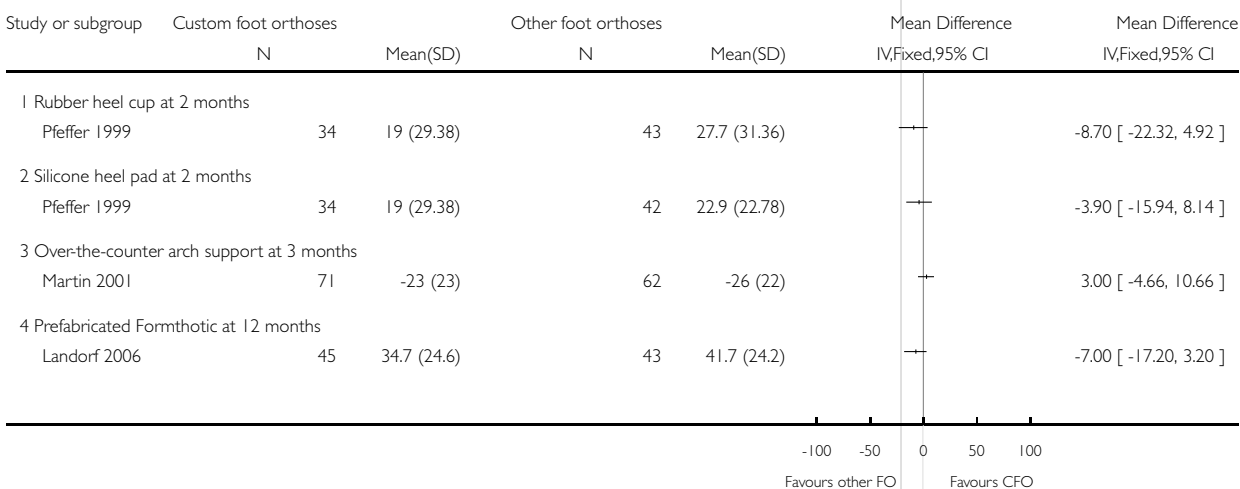 Study or subgroup Custom foot orthoses Other foot orthoses Mean Difference Mean Difference
N Mean(SD) N Mean(SD) IV,Fixed,95% CI IV,Fixed,95% CI
1 Rubber heel cup at 2 months
Pfeffer 1999 34 19 (29.38) 43 27.7 (31.36) -8.70 [ -22.32, 4.92 ]
2 Silicone heel pad at 2 months
Pfeffer 1999 34 19 (29.38) 42 22.9 (22.78) -3.90 [ -15.94, 8.14 ]
3 Over-the-counter arch support at 3 months
Martin 2001 71 -23 (23) 62 -26 (22) 3.00 [ -4.66, 10.66 ]
4 Prefabricated Formthotic at 12 months
Landorf 2006 45 34.7 (24.6) 43 41.7 (24.2) -7.00 [ -17.20, 3.20 ]
-100 -50 0 50 100
Favours other FO Favours CFO